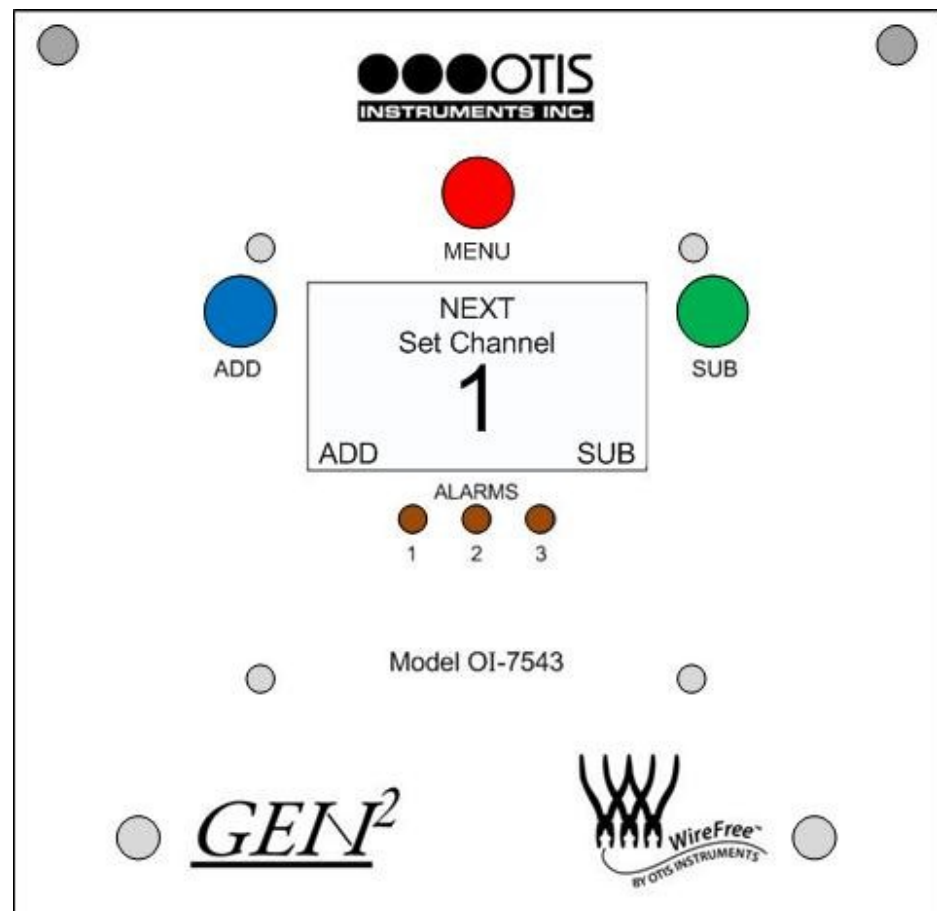 OTIS
INSTRUMENTS INC.
MENU
ADD
SUB
NEXT
Set Channel
1
ADD SUB
ALARMS
1 2 3
Model OI-7543
GEN²
WireFree™
BY OTIS INSTRUMENTS